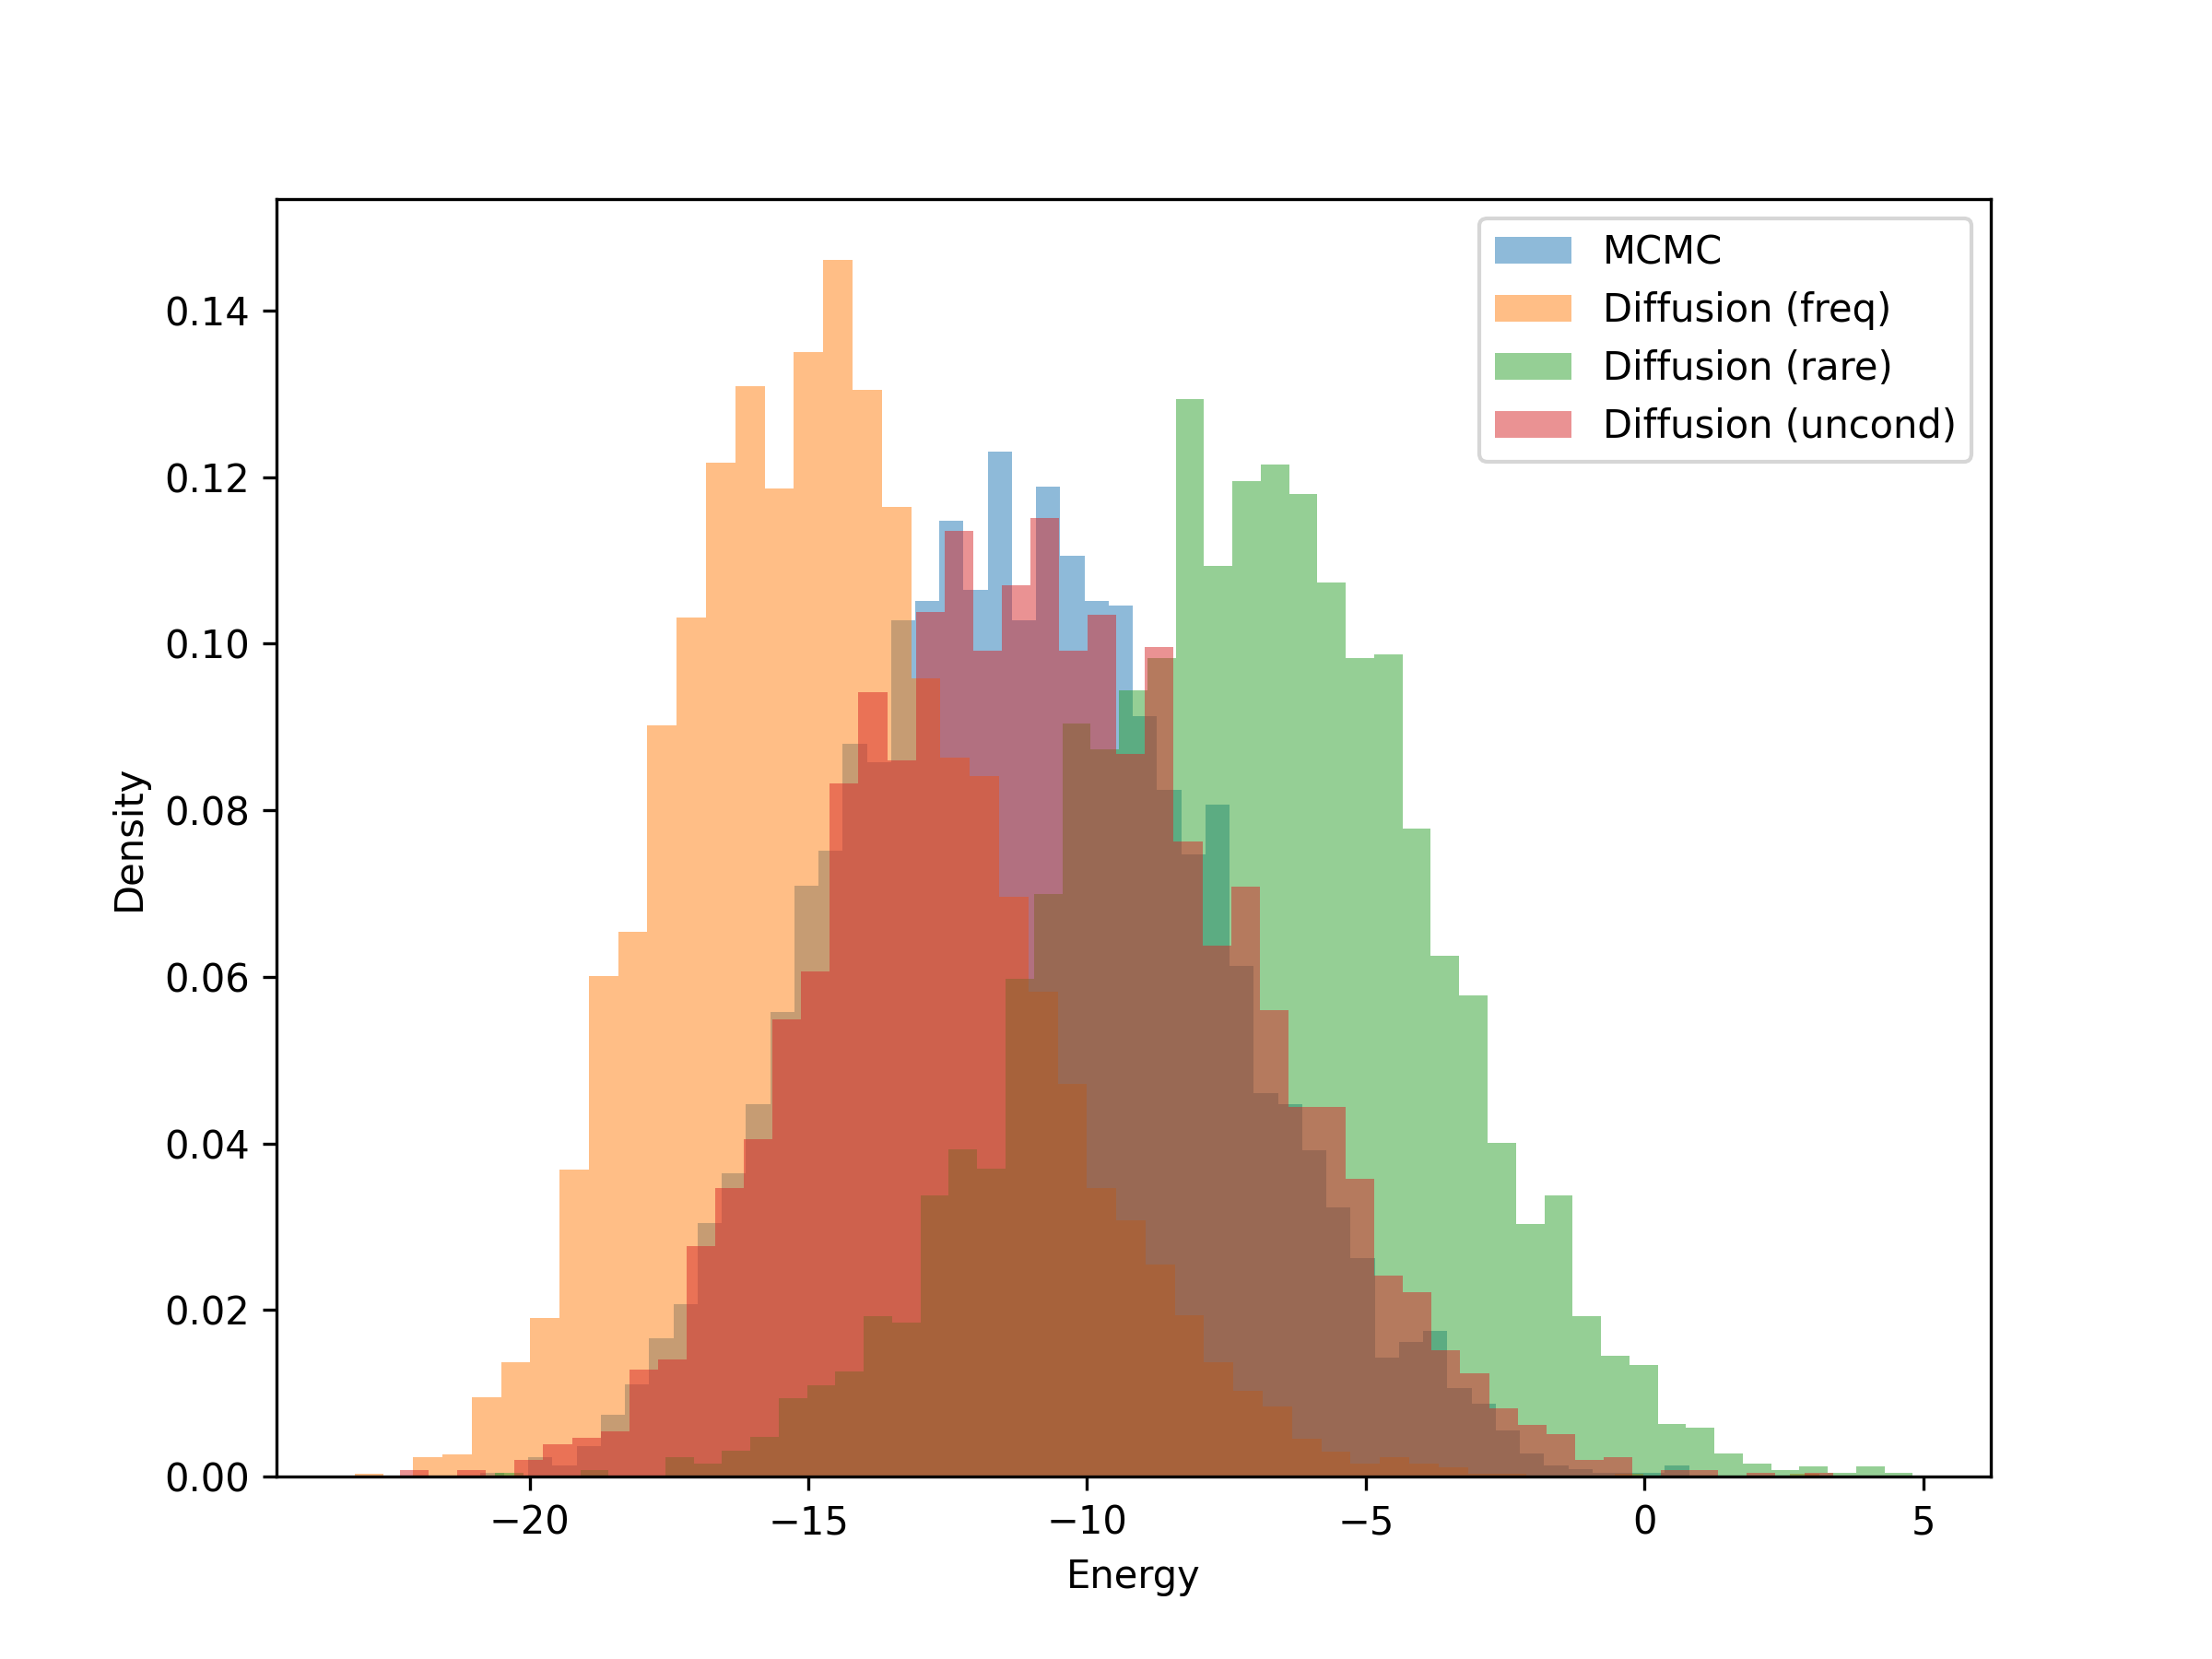 MCMC
Diffusion (freq)
Diffusion (rare)
Diffusion (uncond)
0.14
0.12
0.10
0.08
0.06
0.04
0.02
0.00
Density
−20 −15 −10 −5 0 5
Energy